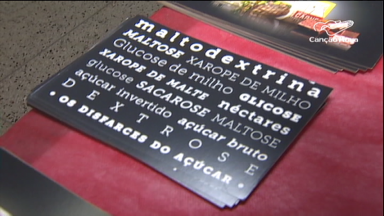 Canção Nova
maltodextrina
MALTOSE XAROPE DE MILHO
Glucose de milho GLICOSE
XAROPE DE MALTE néctares
glucose SACAROSE MALTOSE
açúcar invertido açúcar bruto
DEXTROSE
• OS DISFARCES DO AÇÚCAR •